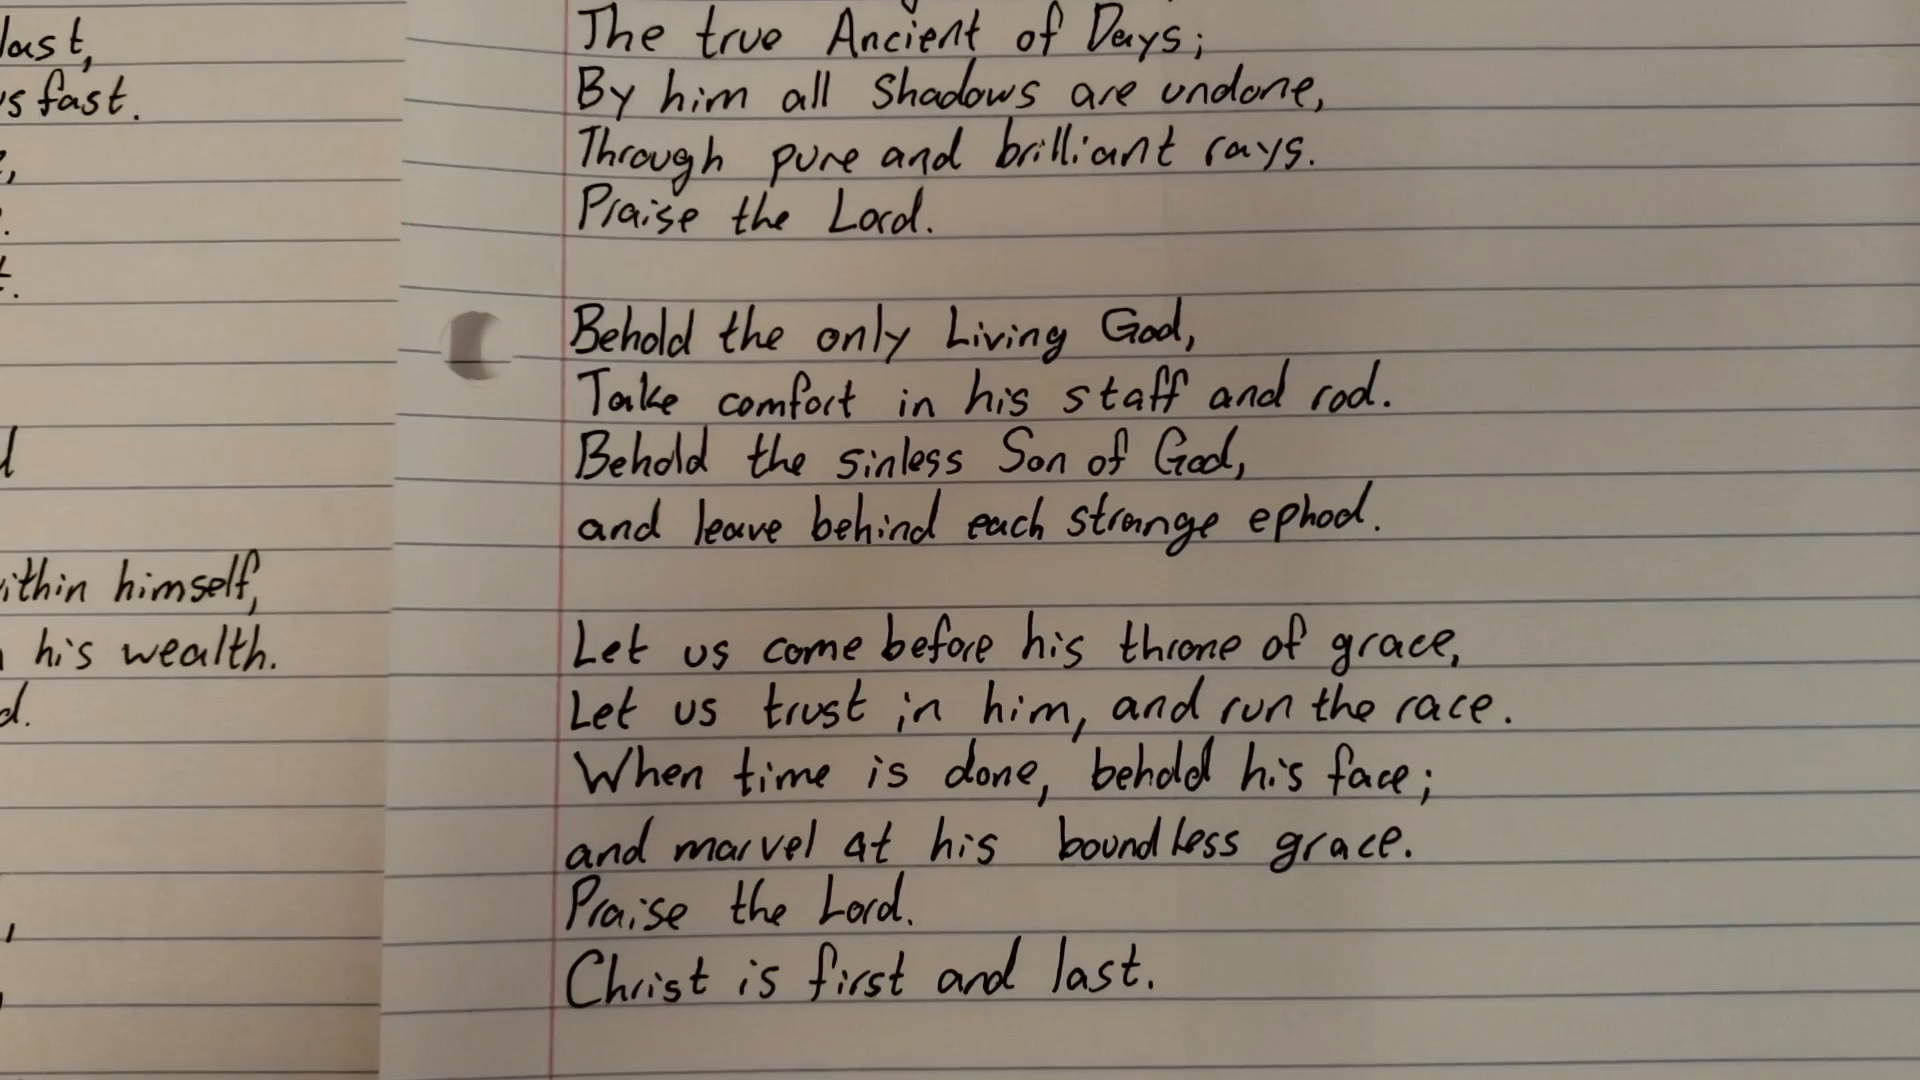 last,
s fast.
ithin himself,
his wealth.
d.
The true Ancient of Days;
By him all Shadows are undone,
Through pure and brilliant rays.
Praise the Lord.
Behold the only Living God,
Take comfort in his staff and rod.
Behold the sinless Son of God,
and leave behind each strange ephod.
Let us come before his throne of grace,
Let us trust in him, and run the race.
When time is done, behold his face;
and marvel at his boundless grace.
Praise the Lord.
Christ is first and last.